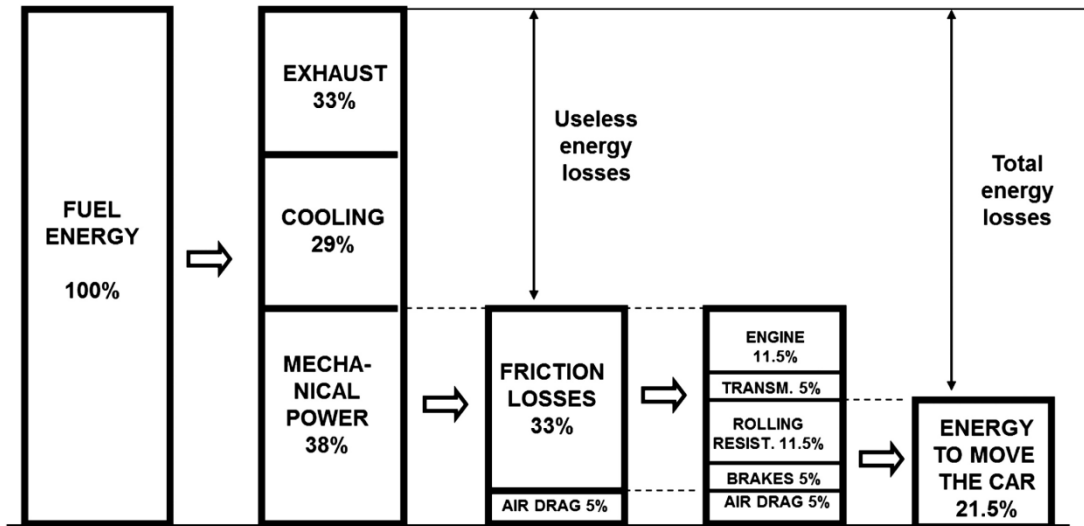 FUEL
ENERGY
100%
EXHAUST
33%
COOLING
29%
MECHA-
NICAL
POWER
38%
Useless
energy
losses
FRICTION
LOSSES
33%
AIR DRAG 5%
ENGINE
11.5%
TRANSM. 5%
ROLLING
RESIST. 11.5%
BRAKES 5%
AIR DRAG 5%
Total
energy
losses
ENERGY
TO MOVE
THE CAR
21.5%